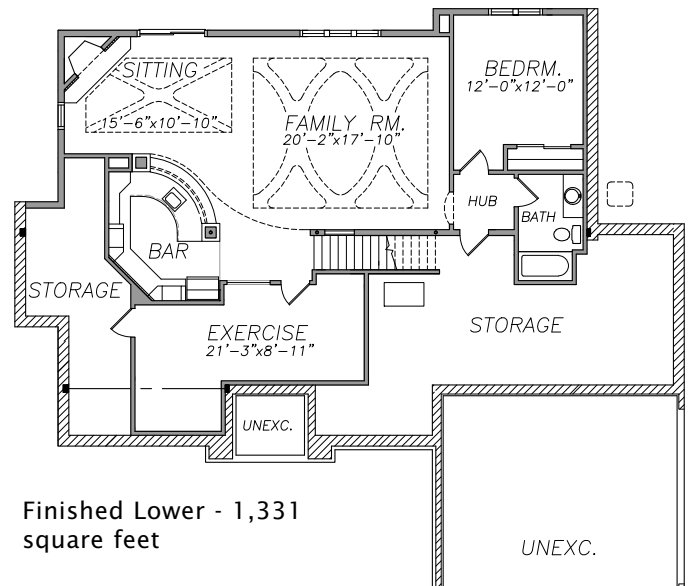 SITTING
15'-6"x10'-10"
FAMILY RM.
20'-2"x17'-10"
BEDRM.
12'-0"x12'-0"
HUB
BATH
BAR
STORAGE
EXERCISE
21'-3"x8'-11"
STORAGE
UNEXC.
Finished Lower - 1,331
square feet
UNEXC.